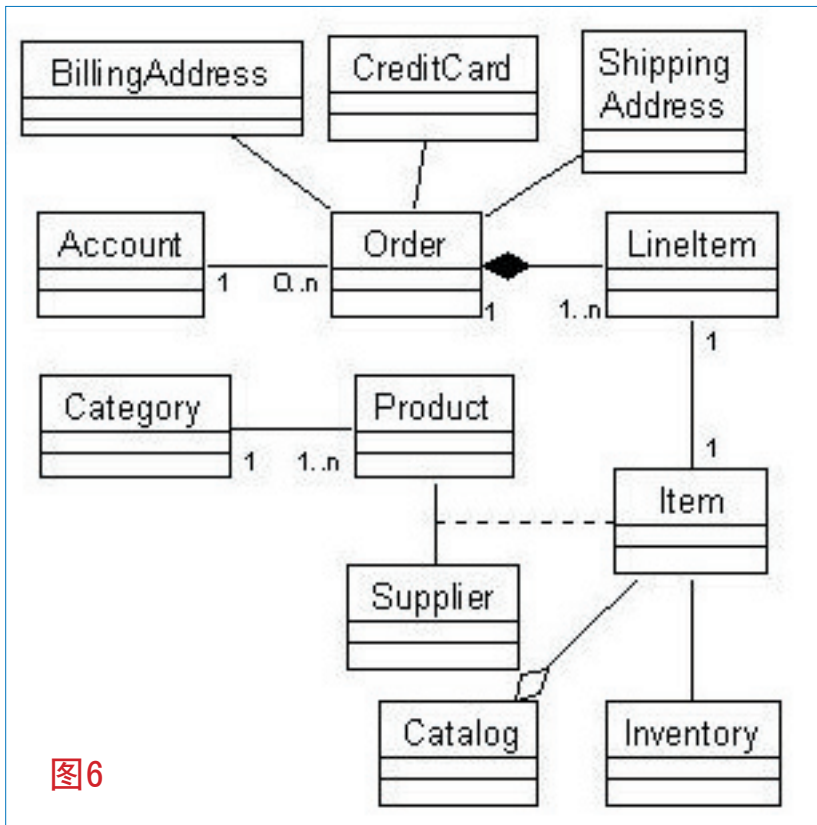 BillingAddress
CreditCard
Shipping
Address
Account
Order
LineItem
1
0..n
1
1..n
1
Category
Product
1
1..n
1
Item
Supplier
Catalog
Inventory
图6